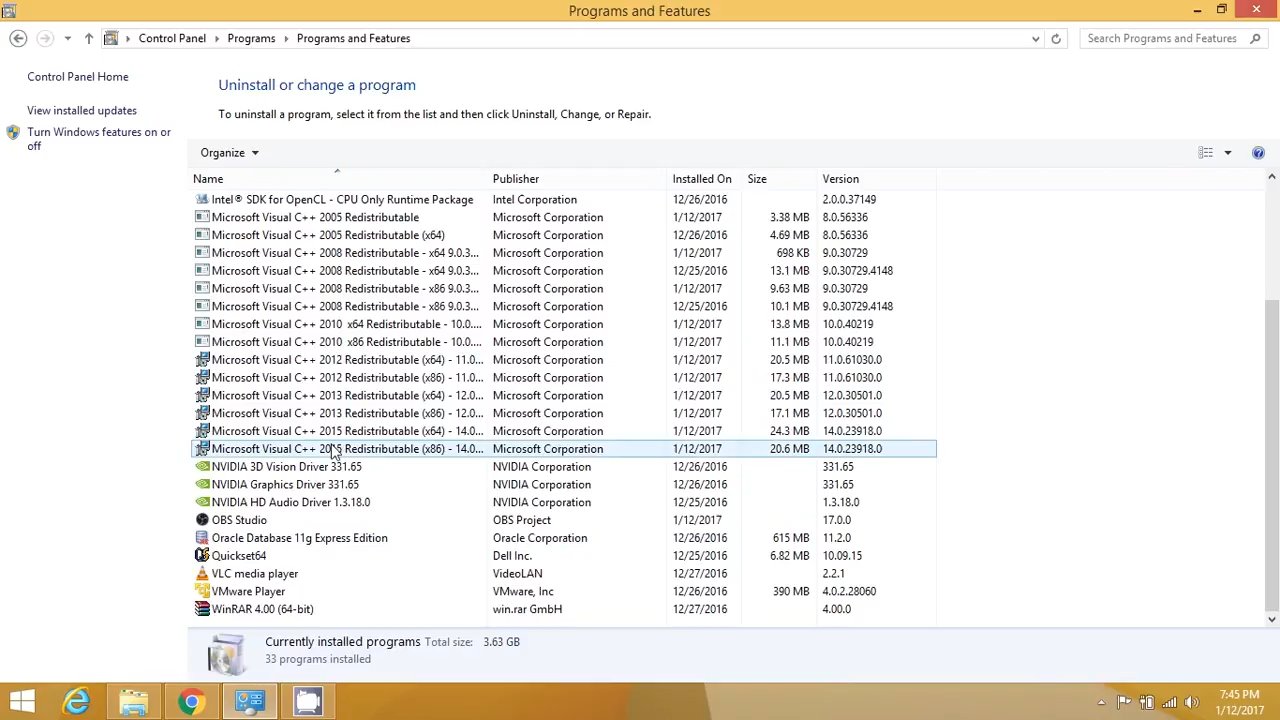 Programs and Features
Control Panel Programs Programs and Features
Search Programs and Features
Control Panel Home
View installed updates
Turn Windows features on or
off
Uninstall or change a program
To uninstall a program, select it from the list and then click Uninstall, Change, or Repair.
Organize
Name Publisher Installed On Size Version
Intel® SDK for OpenCL - CPU Only Runtime Package Intel Corporation 12/26/2016 2.0.0.37149
Microsoft Visual C++ 2005 Redistributable Microsoft Corporation 1/12/2017 3.38 MB 8.0.56336
Microsoft Visual C++ 2005 Redistributable (x64) Microsoft Corporation 12/26/2016 4.69 MB 8.0.56336
Microsoft Visual C++ 2008 Redistributable - x64 9.0.3... Microsoft Corporation 1/12/2017 698 KB 9.0.30729
Microsoft Visual C++ 2008 Redistributable - x64 9.0.3... Microsoft Corporation 12/25/2016 13.1 MB 9.0.30729.4148
Microsoft Visual C++ 2008 Redistributable - x86 9.0.3... Microsoft Corporation 1/12/2017 9.63 MB 9.0.30729
Microsoft Visual C++ 2008 Redistributable - x86 9.0.3... Microsoft Corporation 12/25/2016 10.1 MB 9.0.30729.4148
Microsoft Visual C++ 2010 x64 Redistributable - 10.0.... Microsoft Corporation 1/12/2017 13.8 MB 10.0.40219
Microsoft Visual C++ 2010 x86 Redistributable - 10.0.... Microsoft Corporation 1/12/2017 11.1 MB 10.0.40219
Microsoft Visual C++ 2012 Redistributable (x64) - 11.0... Microsoft Corporation 1/12/2017 20.5 MB 11.0.61030.0
Microsoft Visual C++ 2012 Redistributable (x86) - 11.0... Microsoft Corporation 1/12/2017 17.3 MB 11.0.61030.0
Microsoft Visual C++ 2013 Redistributable (x64) - 12.0... Microsoft Corporation 1/12/2017 20.5 MB 12.0.30501.0
Microsoft Visual C++ 2013 Redistributable (x86) - 12.0... Microsoft Corporation 1/12/2017 17.1 MB 12.0.30501.0
Microsoft Visual C++ 2015 Redistributable (x64) - 14.0... Microsoft Corporation 1/12/2017 24.3 MB 14.0.23918.0
Microsoft Visual C++ 2015 Redistributable (x86) - 14.0... Microsoft Corporation 1/12/2017 20.6 MB 14.0.23918.0
NVIDIA 3D Vision Driver 331.65 NVIDIA Corporation 12/26/2016 331.65
NVIDIA Graphics Driver 331.65 NVIDIA Corporation 12/26/2016 331.65
NVIDIA HD Audio Driver 1.3.18.0 NVIDIA Corporation 12/25/2016 1.3.18.0
OBS Studio OBS Project 1/12/2017 17.0.0
Oracle Database 11g Express Edition Oracle Corporation 12/26/2016 615 MB 11.2.0
Quickset64 Dell Inc. 12/25/2016 6.82 MB 10.09.15
VLC media player VideoLAN 12/27/2016 2.2.1
VMware Player VMware, Inc 12/26/2016 390 MB 4.0.2.28060
WinRAR 4.00 (64-bit) win.rar GmbH 12/27/2016 4.00.0
Currently installed programs Total size: 3.63 GB
33 programs installed
7:45 PM
1/12/2017